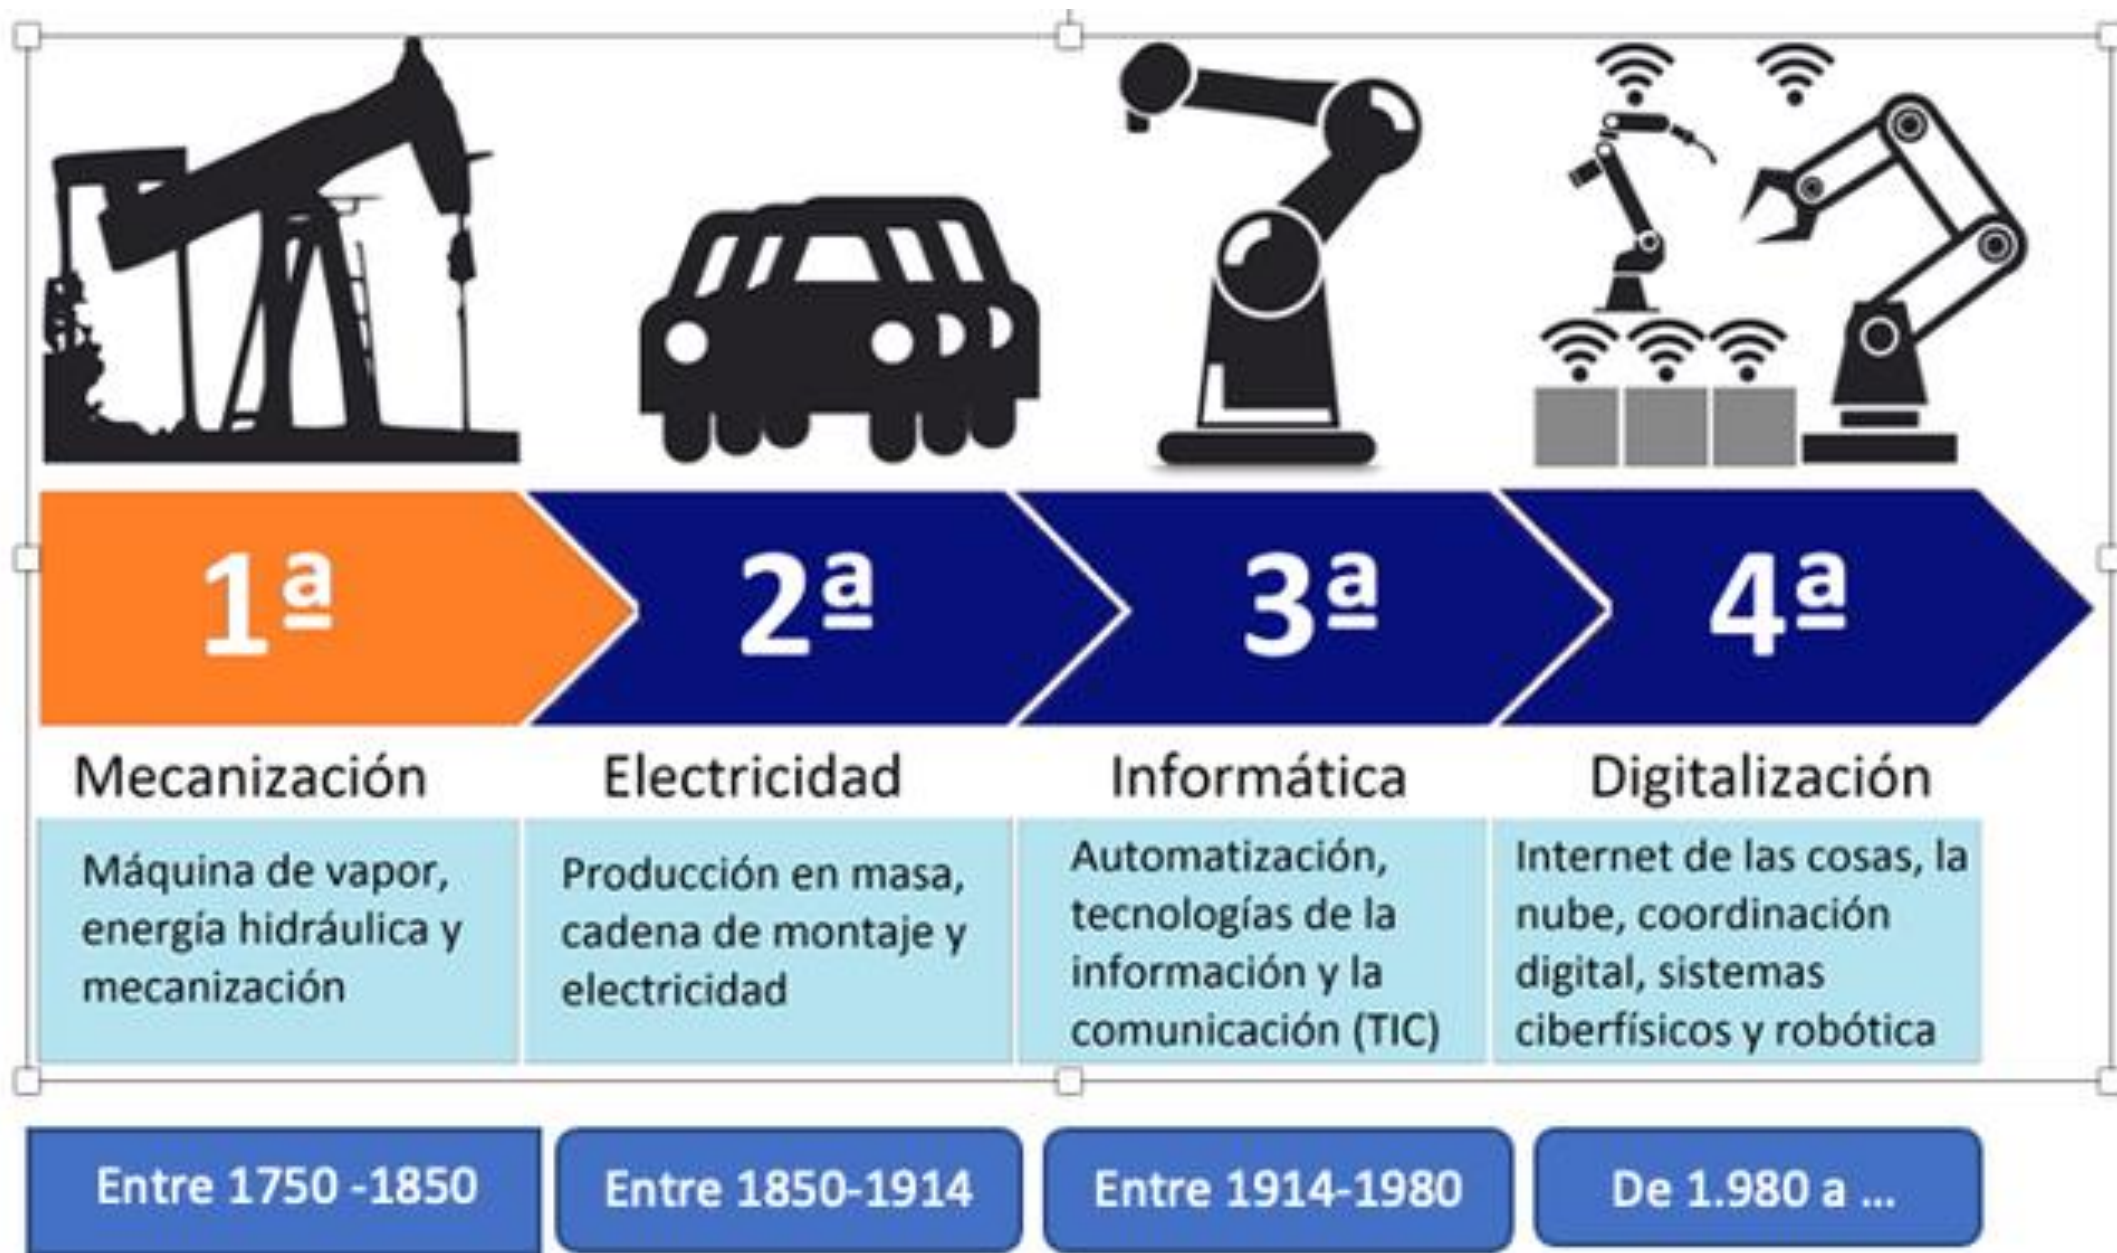 1ª
2ª
3ª
4ª
Mecanización
Electricidad
Informática
Digitalización
Máquina de vapor,
energía hidráulica y
mecanización
Producción en masa,
cadena de montaje y
electricidad
Automatización,
tecnologías de la
información y la
comunicación (TIC)
Internet de las cosas, la
nube, coordinación
digital, sistemas
ciberfísicos y robótica
Entre 1750 -1850
Entre 1850-1914
Entre 1914-1980
De 1.980 a ...